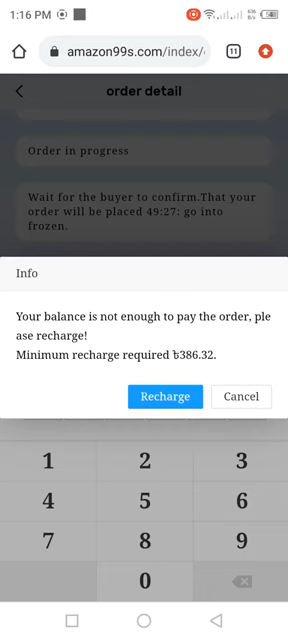 1:16 PM
amazon99s.com/index/
11
order detail
Order in progress
Wait for the buyer to confirm.That your
order will be placed 49:27: go into
frozen.
Info
Your balance is not enough to pay the order, ple
ase recharge!
Minimum recharge required ৳386.32.
Recharge Cancel
1 2 3
4 5 6
7 8 9
0